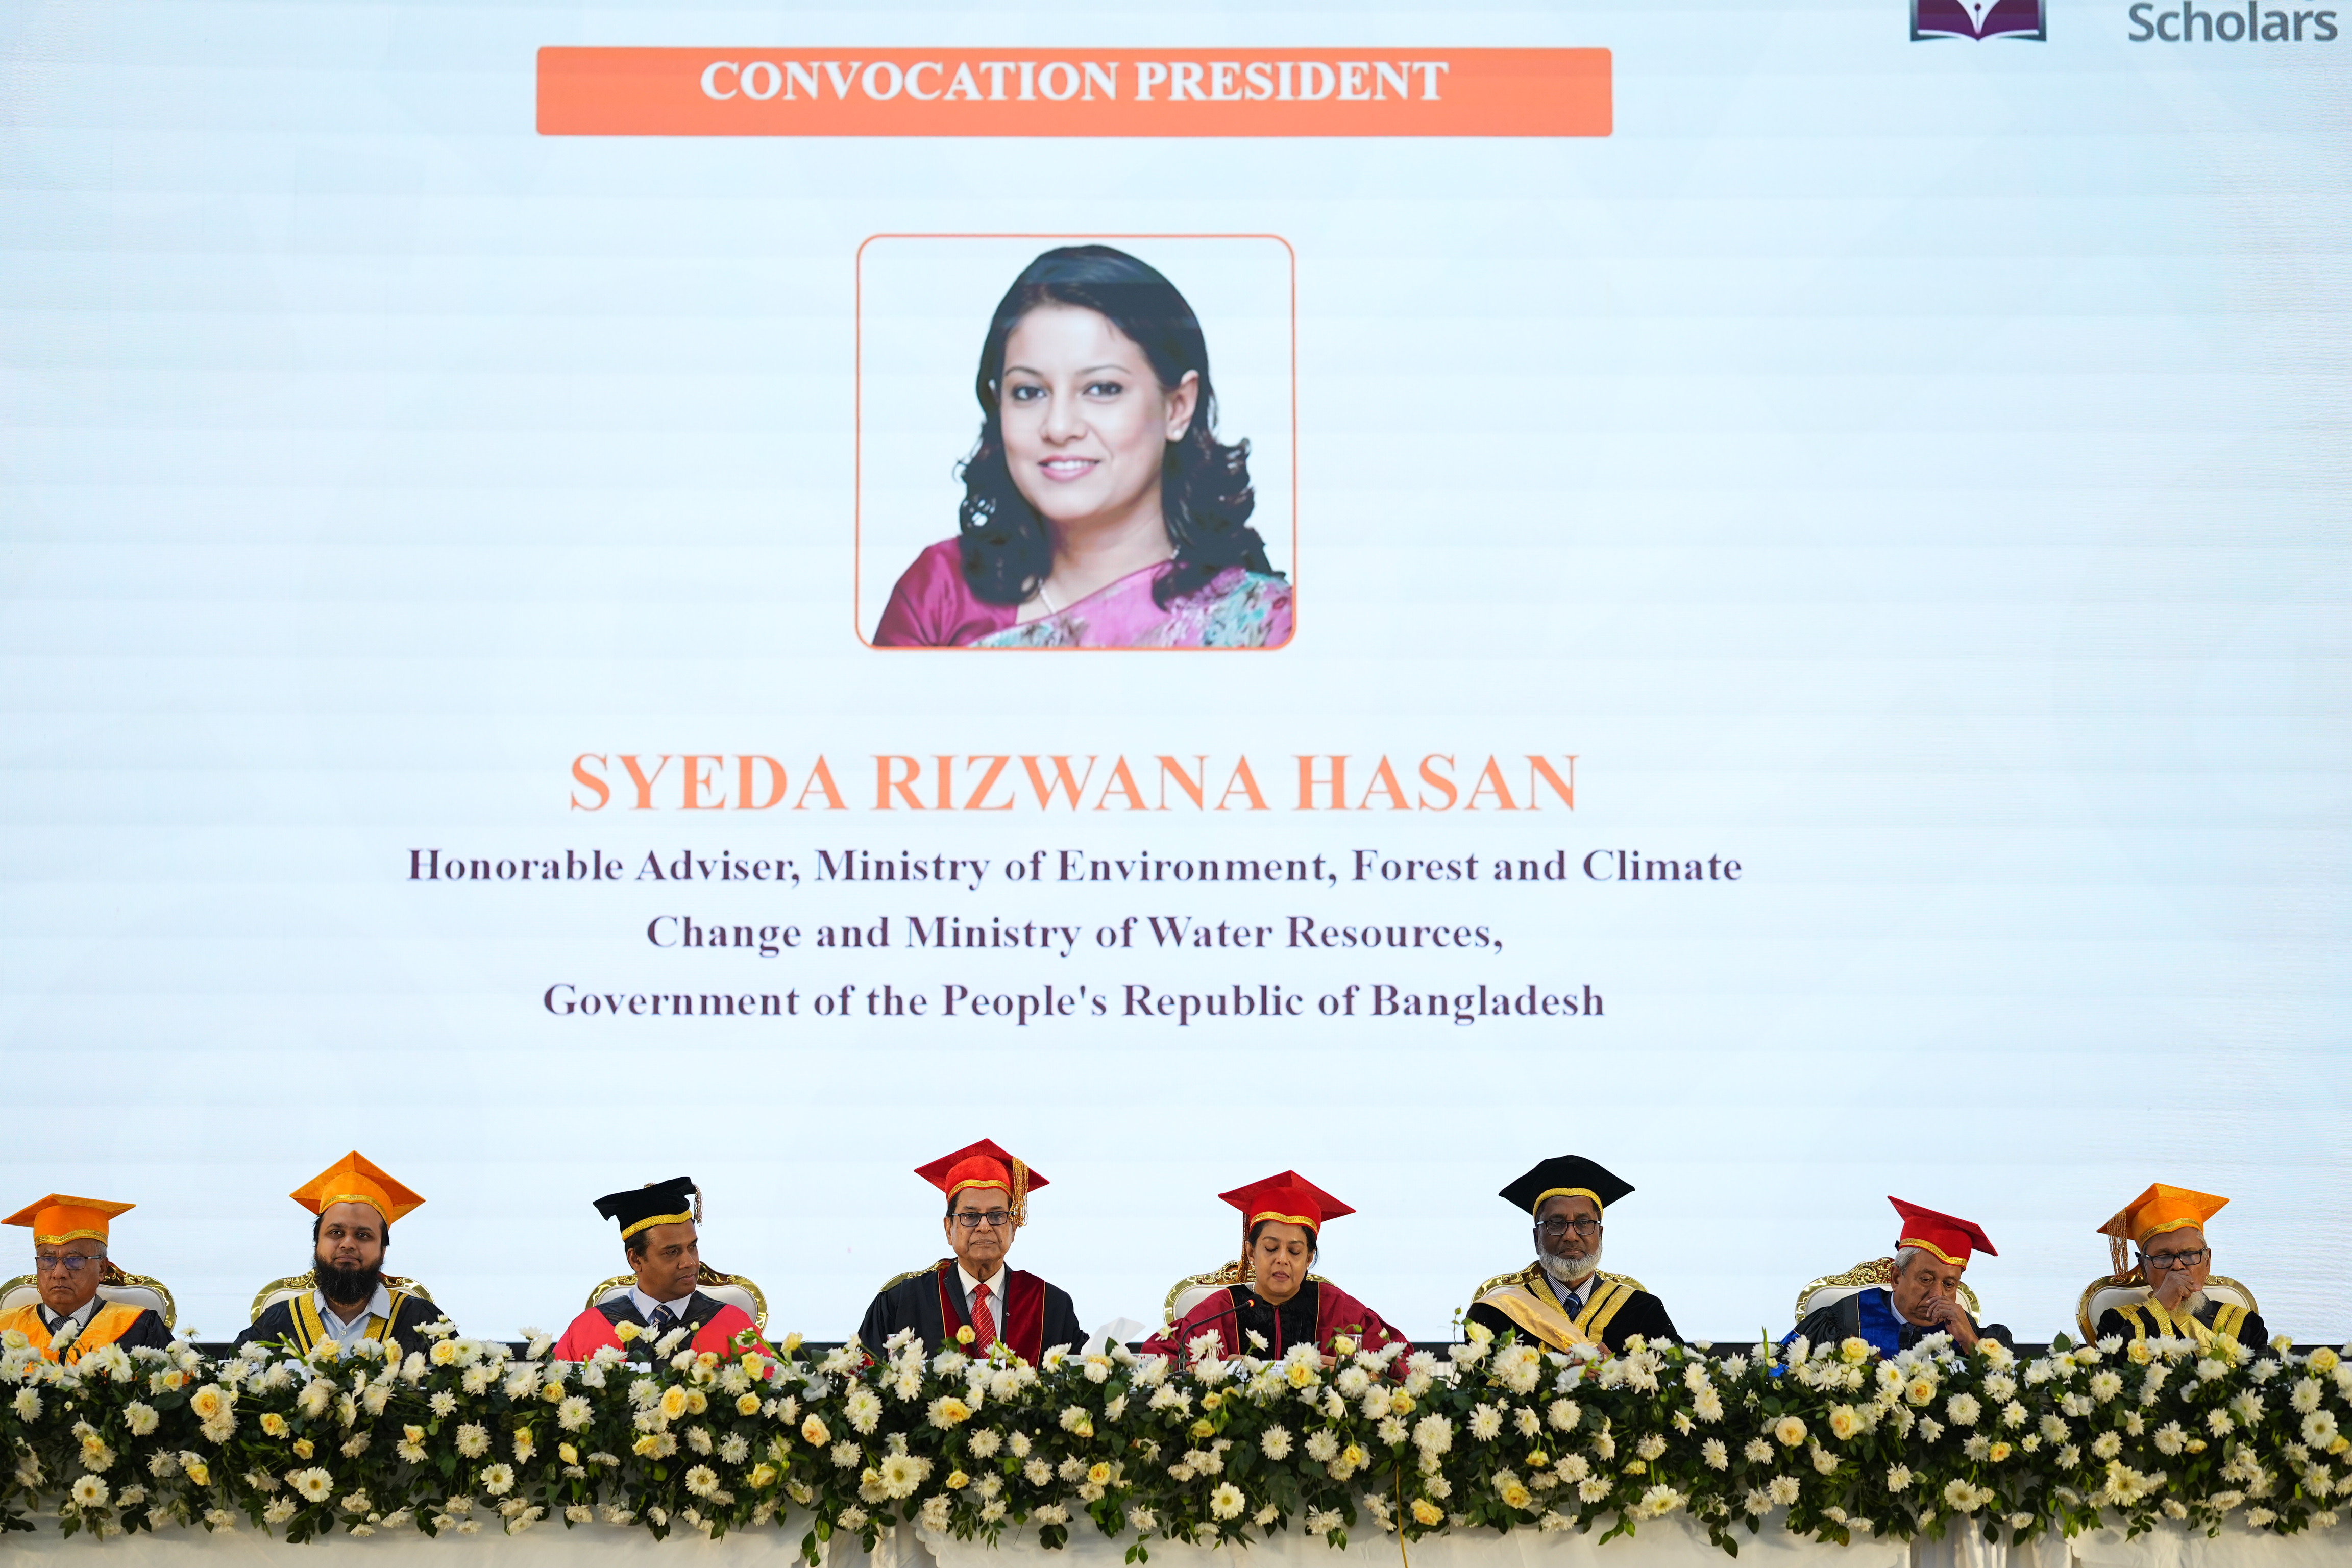 Scholars
CONVOCATION PRESIDENT
SYEDA RIZWANA HASAN
Honorable Adviser, Ministry of Environment, Forest and Climate
Change and Ministry of Water Resources,
Government of the People's Republic of Bangladesh